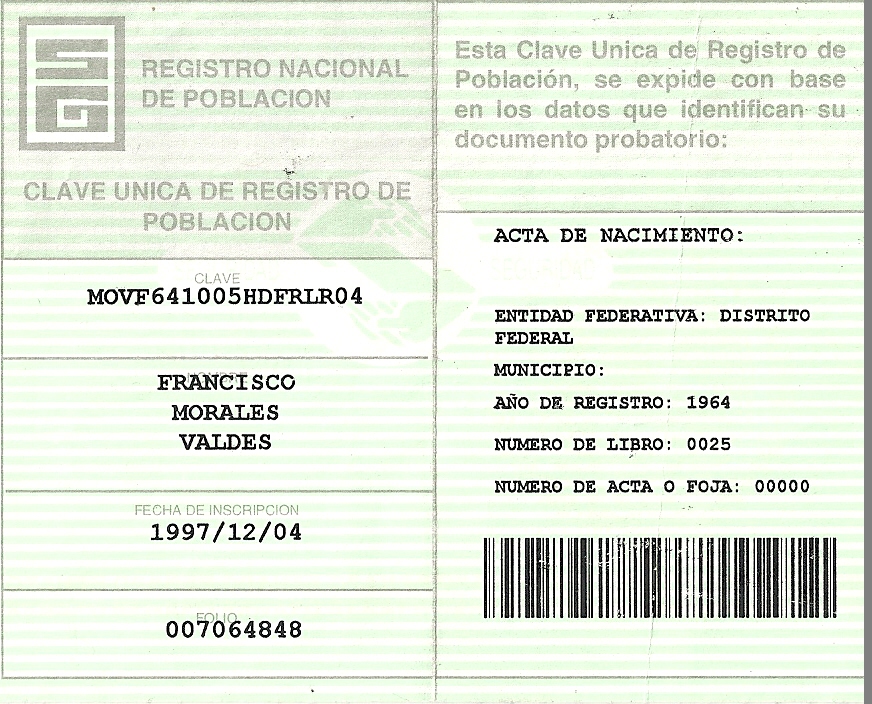 SG
REGISTRO NACIONAL
DE POBLACION
CLAVE UNICA DE REGISTRO DE
POBLACION
CLAVE
MOVF641005HDFRLR04
NOMBRE
FRANCISCO
MORALES
VALDES
FECHA DE INSCRIPCION
1997/12/04
FOLIO
007064848
Esta Clave Unica de Registro de
Población, se expide con base
en los datos que identifican su
documento probatorio:
ACTA DE NACIMIENTO:
ENTIDAD FEDERATIVA: DISTRITO
FEDERAL
MUNICIPIO:
AÑO DE REGISTRO: 1964
NUMERO DE LIBRO: 0025
NUMERO DE ACTA O FOJA: 00000